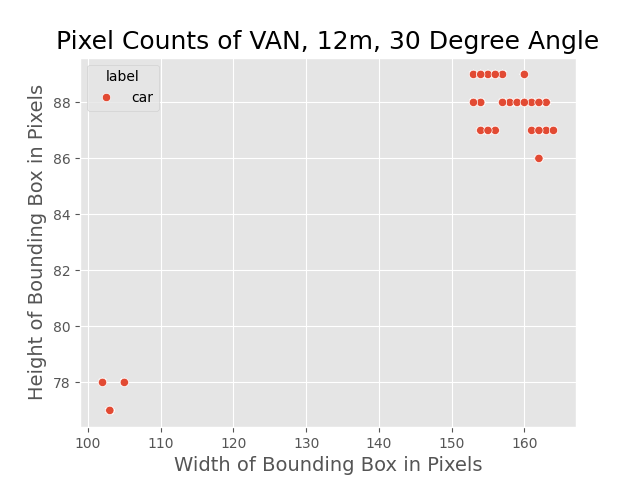 Pixel Counts of VAN, 12m, 30 Degree Angle
label
car
Height of Bounding Box in Pixels
88
86
84
82
80
78
100 110 120 130 140 150 160
Width of Bounding Box in Pixels